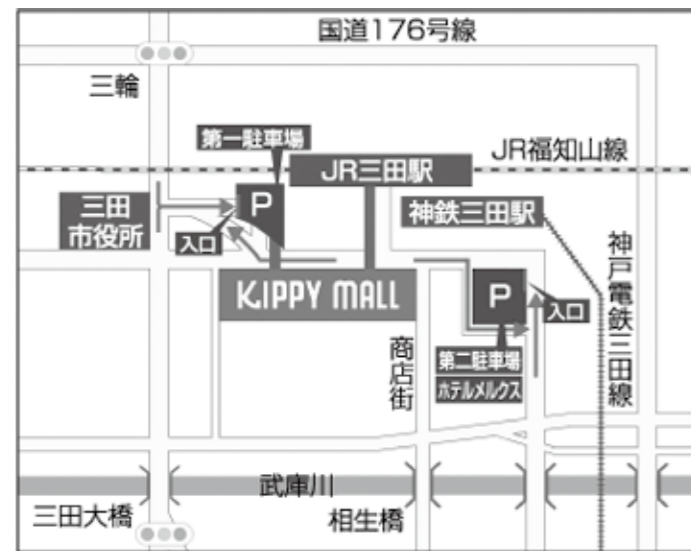 国道176号線
三輪
第一駐車場
JR福知山線
JR三田駅
P
三田
市役所
神鉄三田駅
入口
神戸電鉄三田線
KIPPY MALL
P
入口
商店街
第二駐車場
ホテルメルクス
武庫川
三田大橋
相生橋